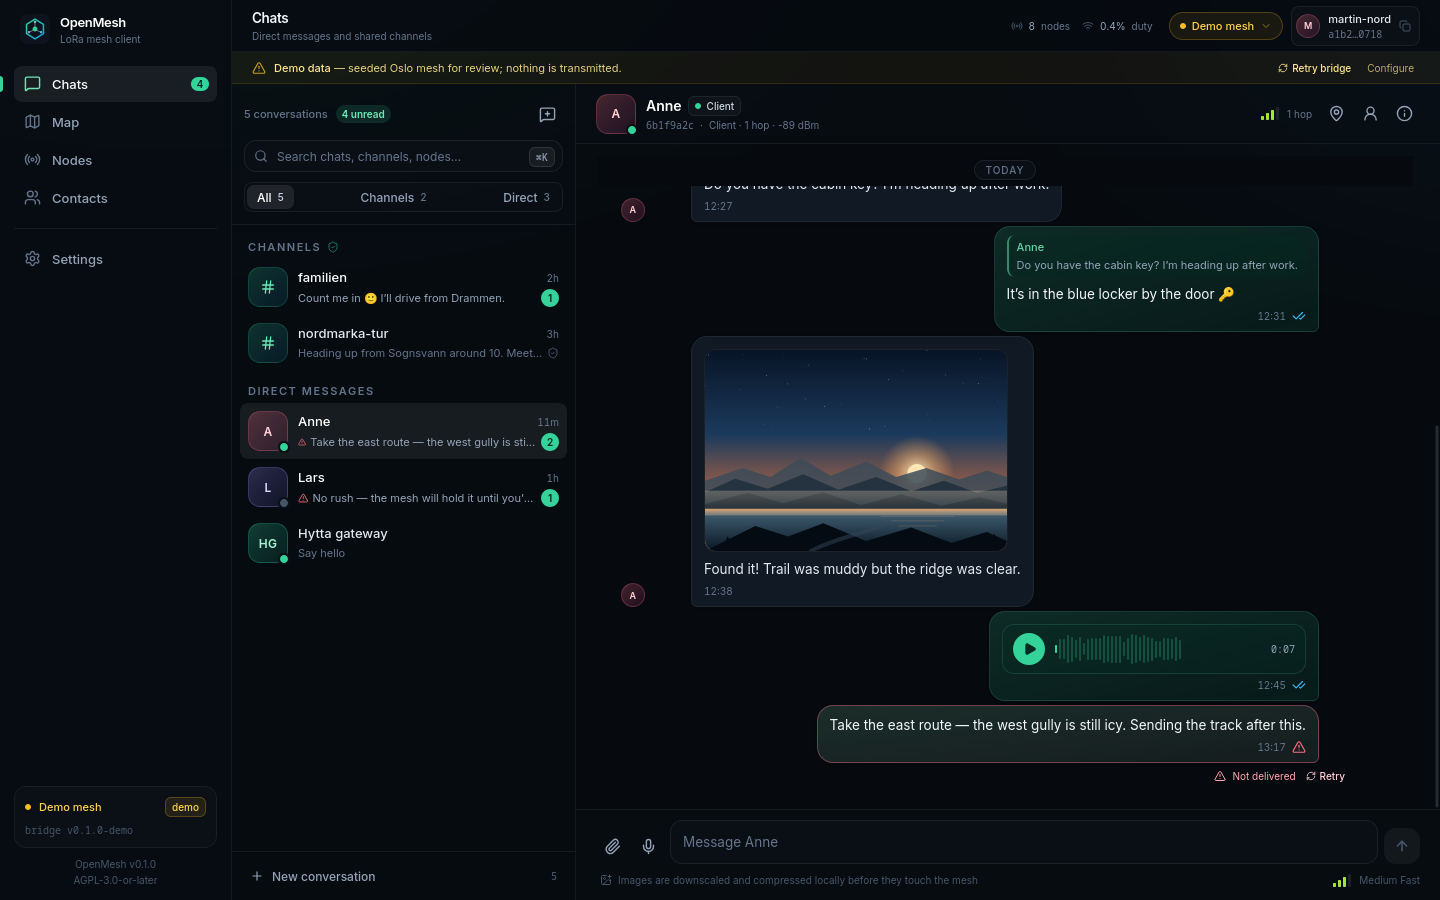 OpenMesh
LoRa mesh client
Chats
4
Map
Nodes
Contacts
Settings
Demo mesh
demo
bridge v0.1.0-demo
OpenMesh v0.1.0
AGPL-3.0-or-later
Chats
Direct messages and shared channels
8 nodes
0.4% duty
Demo mesh
M
martin-nord
a1b2…0718
Demo data — seeded Oslo mesh for review; nothing is transmitted.
Retry bridge
Configure
5 conversations
4 unread
Search chats, channels, nodes…
⌘K
All 5
Channels 2
Direct 3
CHANNELS
familien
2h
Count me in 🙂 I’ll drive from Drammen.
1
nordmarka-tur
3h
Heading up from Sognsvann around 10. Meet…
DIRECT MESSAGES
A
Anne
11m
Take the east route — the west gully is sti…
2
L
Lars
1h
No rush — the mesh will hold it until you’…
1
HG
Hytta gateway
Say hello
New conversation
5
A
Anne
Client
6b1f9a2c · Client · 1 hop · -89 dBm
1 hop
TODAY
Do you have the cabin key? I’m heading up after work.
12:27
A
Anne
Do you have the cabin key? I’m heading up after work.
It’s in the blue locker by the door 🔑
12:31
Found it! Trail was muddy but the ridge was clear.
12:38
A
0:07
12:45
Take the east route — the west gully is still icy. Sending the track after this.
13:17
Not delivered
Retry
Message Anne
Images are downscaled and compressed locally before they touch the mesh
Medium Fast